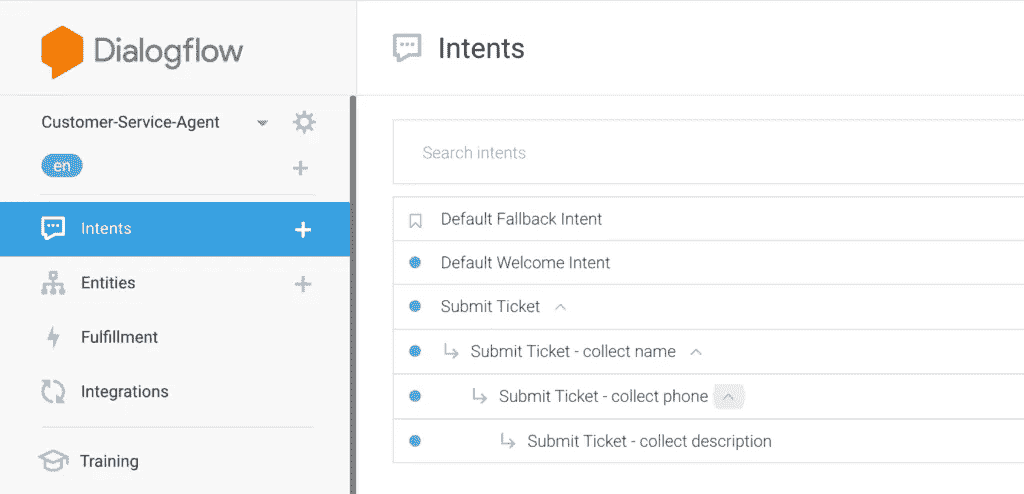 Dialogflow
Customer-Service-Agent
en
Intents
Entities
Fulfillment
Integrations
Training
Intents
Search intents
Default Fallback Intent
Default Welcome Intent
Submit Ticket
Submit Ticket - collect name
Submit Ticket - collect phone
Submit Ticket - collect description